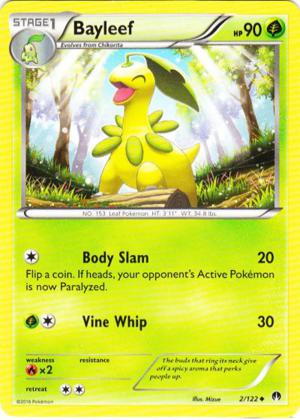 STAGE1 Bayleef HP 90
Evolves from Chikorita
NO. 153 Leaf Pokémon HT: 3'11" WT: 34.8 lbs.
Body Slam 20
Flip a coin. If heads, your opponent's Active Pokémon
is now Paralyzed.
Vine Whip 30
weakness resistance
×2
retreat
The buds that ring its neck give
off a spicy aroma that perks
people up.
©2016 Pokémon
Illus. Mizue 2/122